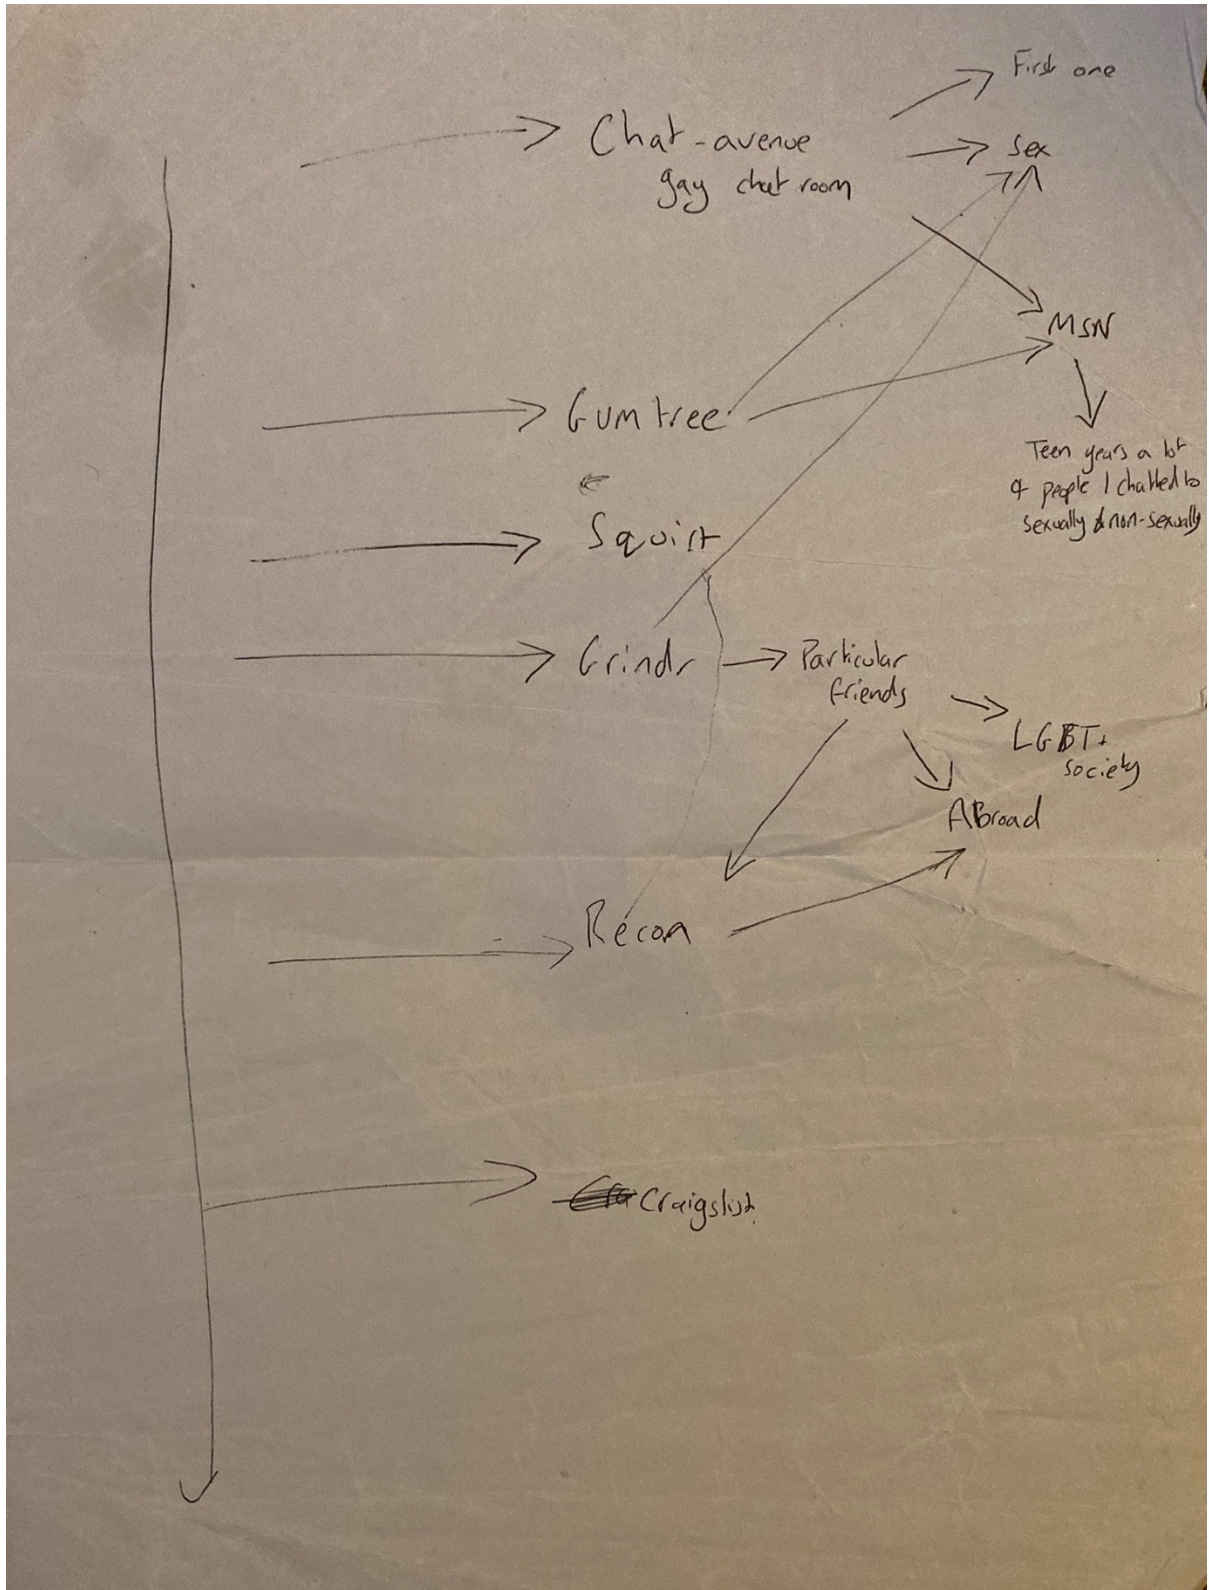 First one
Chat-avenue
gay chat room
Sex
MSN
Teen years a lot
of people I chatted to
sexually & non-sexually
Gumtree
Squirt
Grindr
Particular
friends
LGBT+
society
ABroad
Recon
Craigslist